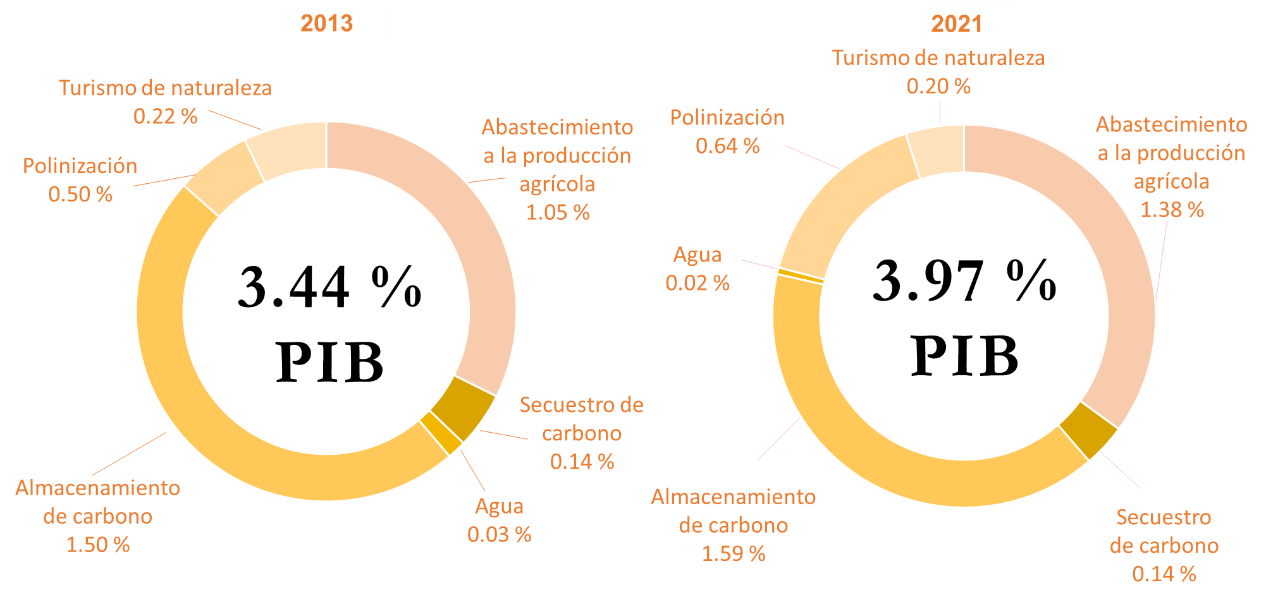 2013
Turismo de naturaleza
0.22 %
Polinización
0.50 %
Abastecimiento
a la producción
agrícola
1.05 %
3.44 %
PIB
Secuestro de
carbono
0.14 %
Agua
0.03 %
Almacenamiento
de carbono
1.50 %
2021
Turismo de naturaleza
0.20 %
Polinización
0.64 %
Abastecimiento
a la producción
agrícola
1.38 %
Agua
0.02 %
3.97 %
PIB
Almacenamiento
de carbono
1.59 %
Secuestro
de carbono
0.14 %